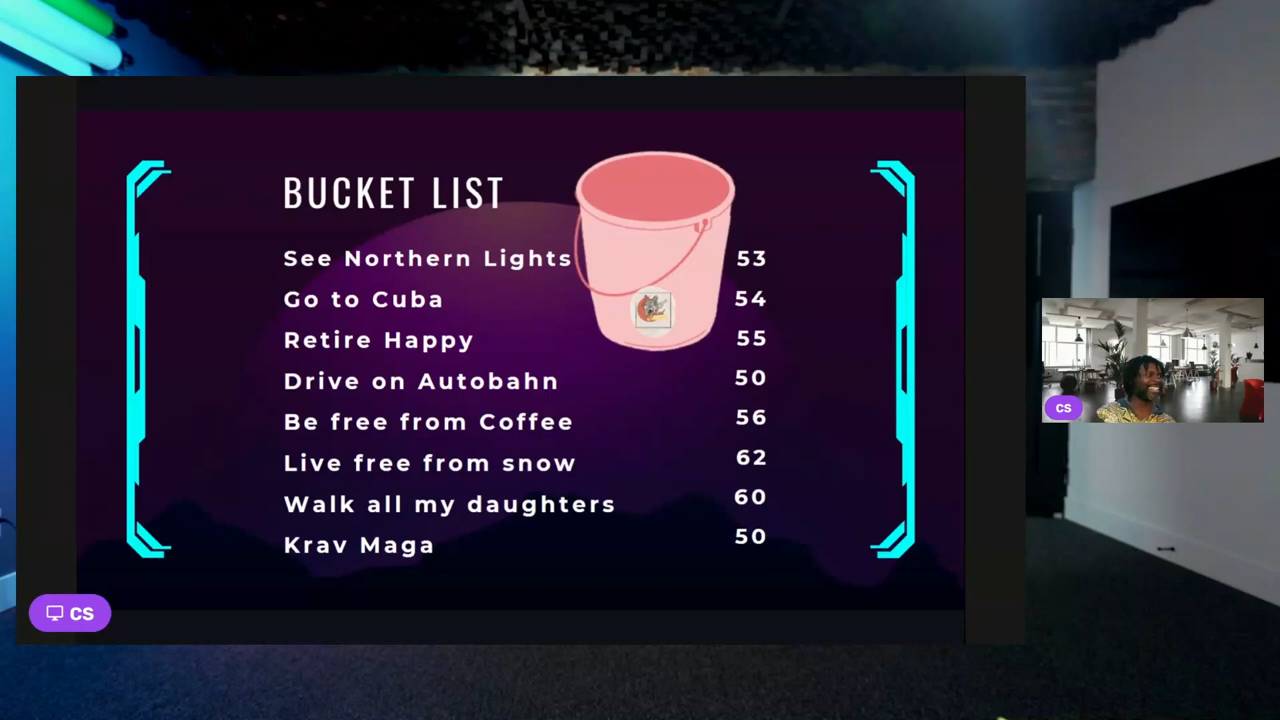 BUCKET LIST
See Northern Lights 53
Go to Cuba 54
Retire Happy 55
Drive on Autobahn 50
Be free from Coffee 56
Live free from snow 62
Walk all my daughters 60
Krav Maga 50
CS
CS